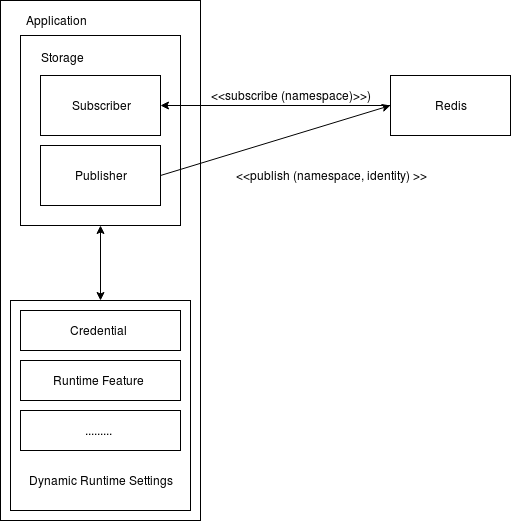 Application
Storage
Subscriber
<<subscribe (namespace)>>)
Redis
Publisher
<<publish (namespace, identity) >>
Credential
Runtime Feature
.........
Dynamic Runtime Settings